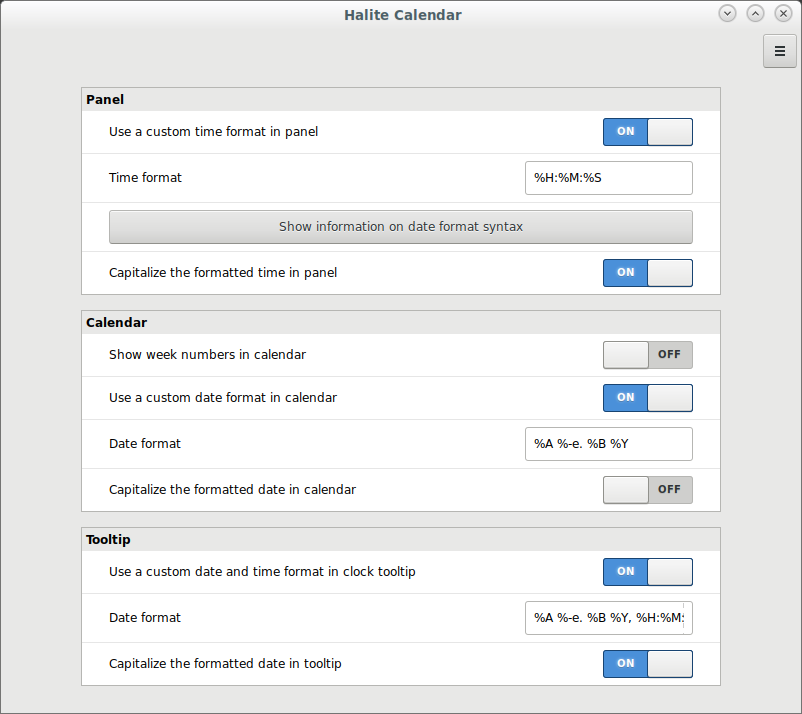 Halite Calendar
Panel
Use a custom time format in panel ON
Time format %H:%M:%S
Show information on date format syntax
Capitalize the formatted time in panel ON
Calendar
Show week numbers in calendar OFF
Use a custom date format in calendar ON
Date format %A %-e. %B %Y
Capitalize the formatted date in calendar OFF
Tooltip
Use a custom date and time format in clock tooltip ON
Date format %A %-e. %B %Y, %H:%M:
Capitalize the formatted date in tooltip ON